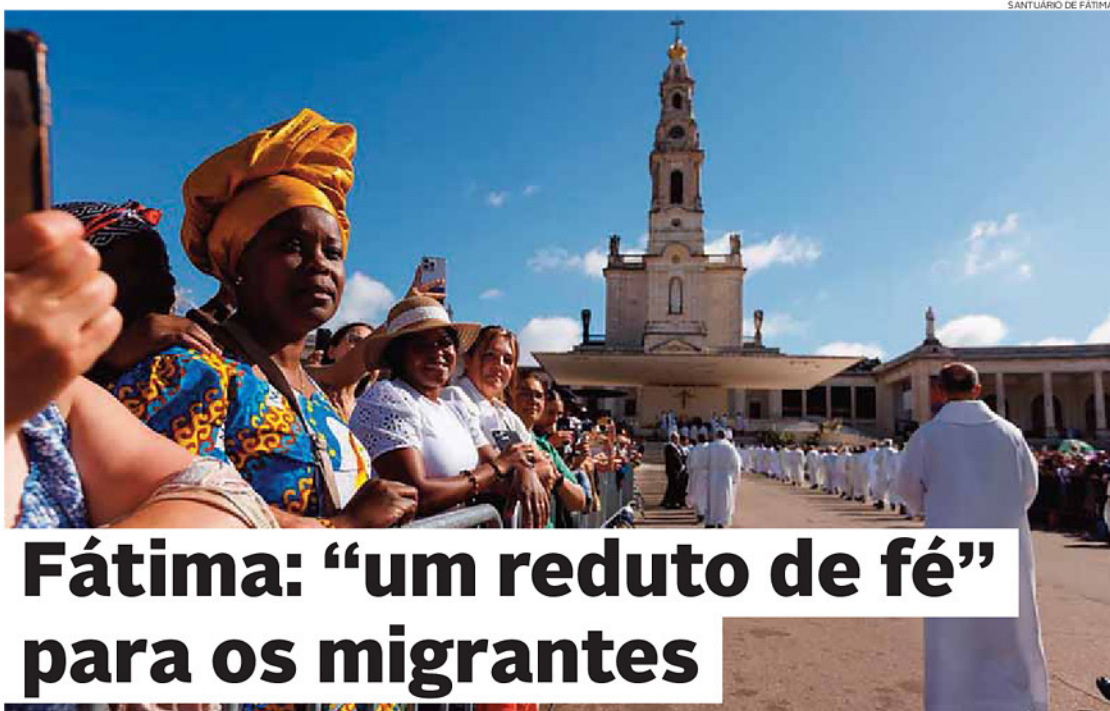 SANTUÁRIO DE FÁTIMA
Fátima: “um reduto de fé”
para os migrantes